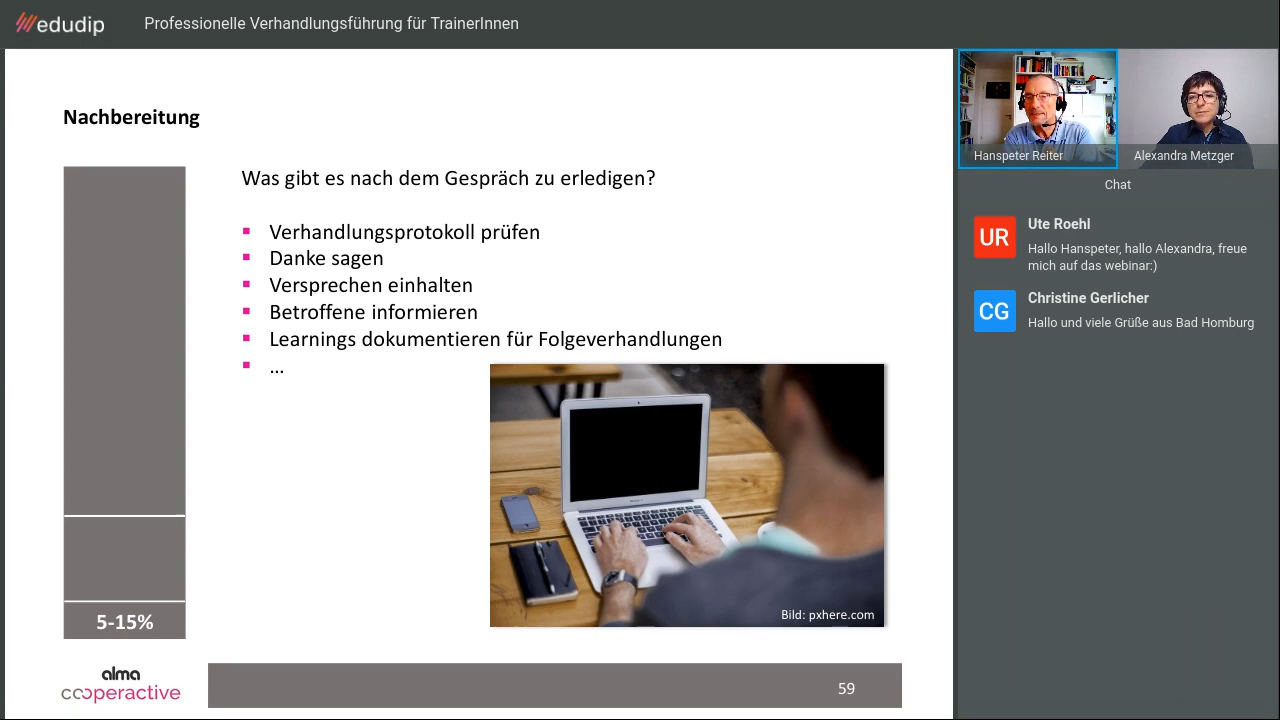 edudip
Professionelle Verhandlungsführung für TrainerInnen
Nachbereitung
Was gibt es nach dem Gespräch zu erledigen?
Verhandlungsprotokoll prüfen
Danke sagen
Versprechen einhalten
Betroffene informieren
Learnings dokumentieren für Folgeverhandlungen
...
Bild: pxhere.com
5-15%
alma
cooperactive
59
Hanspeter Reiter
Alexandra Metzger
Chat
UR
Ute Roehl
Hallo Hanspeter, hallo Alexandra, freue
mich auf das webinar:)
CG
Christine Gerlicher
Hallo und viele Grüße aus Bad Homburg